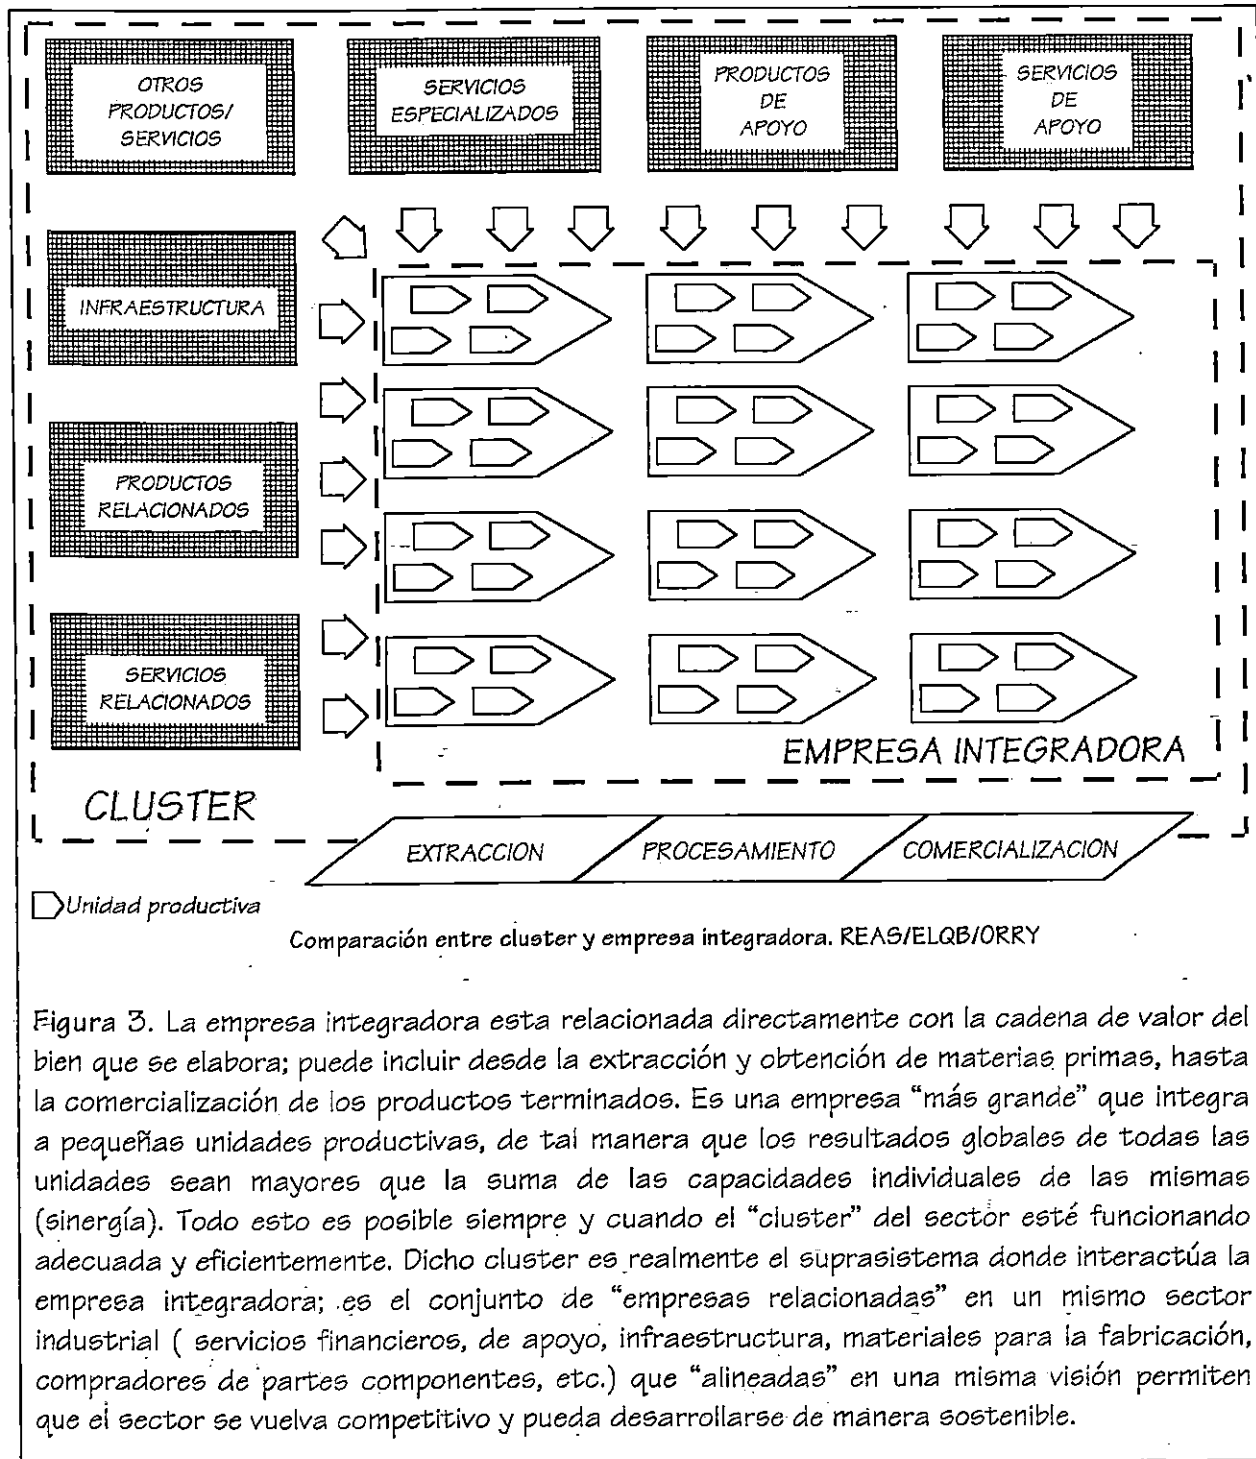 OTROS
PRODUCTOS/
SERVICIOS
SERVICIOS
ESPECIALIZADOS
PRODUCTOS
DE
APOYO
SERVICIOS
DE
APOYO
INFRAESTRUCTURA
PRODUCTOS
RELACIONADOS
SERVICIOS
RELACIONADOS
EMPRESA INTEGRADORA
CLUSTER
EXTRACCION
PROCESAMIENTO
COMERCIALIZACION
Unidad productiva
Comparación entre cluster y empresa integradora. REAS/ELQB/ORRY
Figura 3. La empresa integradora esta relacionada directamente con la cadena de valor del
bien que se elabora; puede incluir desde la extracción y obtención de materias primas, hasta
la comercialización de los productos terminados. Es una empresa “más grande” que integra
a pequeñas unidades productivas, de tal manera que los resultados globales de todas las
unidades sean mayores que la suma de las capacidades individuales de las mismas
(sinergía). Todo esto es posible siempre y cuando el “cluster” del sector esté funcionando
adecuada y eficientemente. Dicho cluster es realmente el suprasistema donde interactúa la
empresa integradora; es el conjunto de “empresas relacionadas” en un mismo sector
industrial ( servicios financieros, de apoyo, infraestructura, materiales para la fabricación,
compradores de partes componentes, etc.) que “alineadas” en una misma visión permiten
que el sector se vuelva competitivo y pueda desarrollarse de manera sostenible.